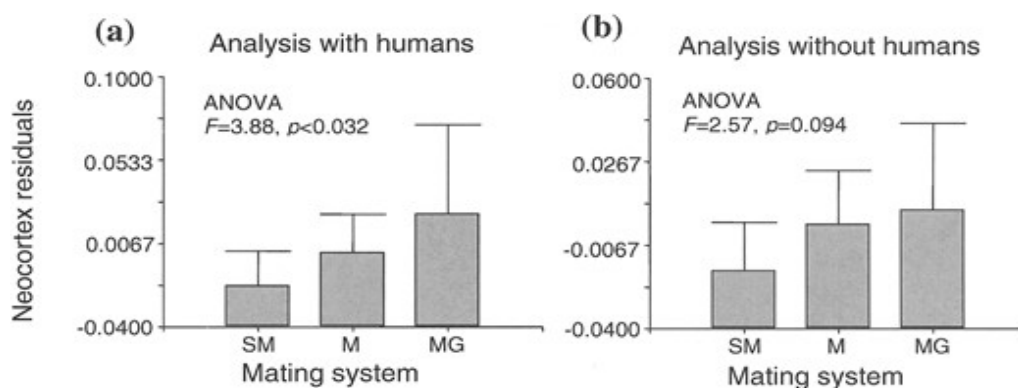 (a)
Analysis with humans
ANOVA
F=3.88, p<0.032
Neocortex residuals
0.1000
0.0533
0.0067
-0.0400
SM M MG
Mating system
(b)
Analysis without humans
ANOVA
F=2.57, p=0.094
0.0600
0.0267
-0.0067
-0.0400
SM M MG
Mating system